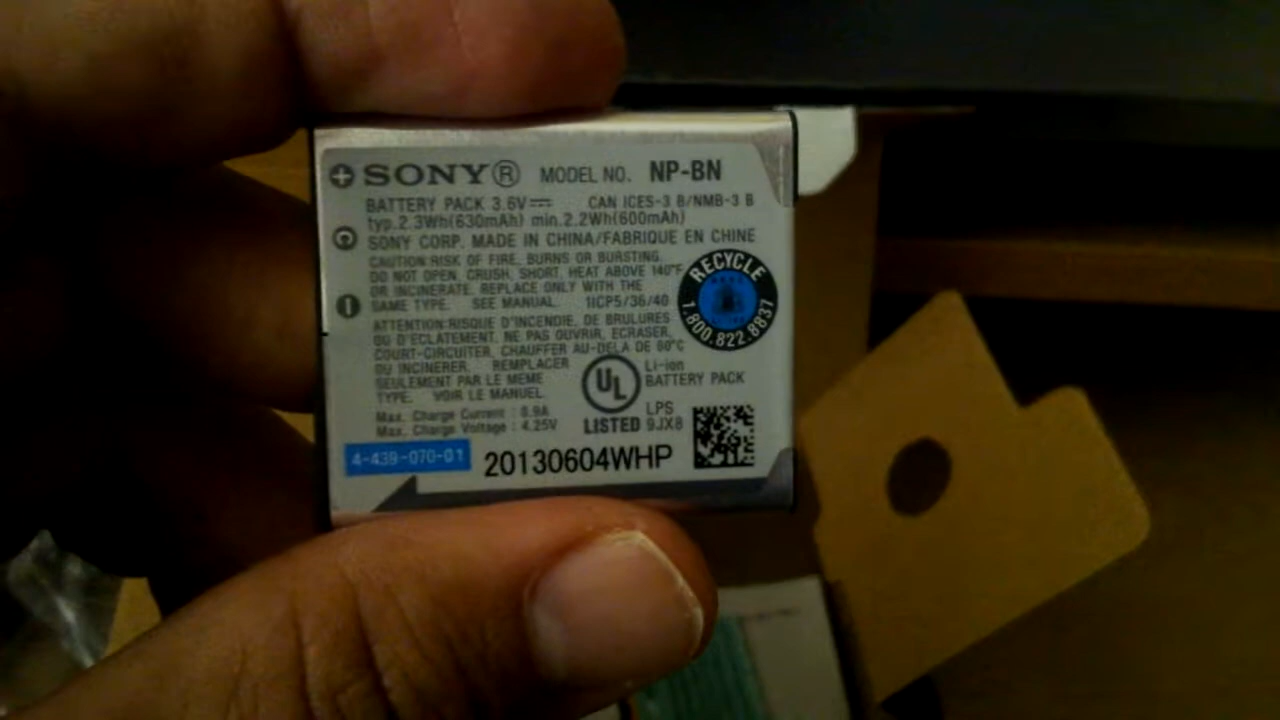 SONY® MODEL NO. NP-BN
BATTERY PACK 3.6V CAN ICES-3 B/NMB-3 B
typ.2.3Wh(630mAh) min.2.2Wh(600mAh)
SONY CORP. MADE IN CHINA/FABRIQUE EN CHINE
CAUTION:RISK OF FIRE, BURNS OR BURSTING.
DO NOT OPEN, CRUSH, SHORT, HEAT ABOVE 140°F
OR INCINERATE. REPLACE ONLY WITH THE
SAME TYPE. SEE MANUAL. 1ICP5/36/40
RECYCLE
1.800.822.8837
ATTENTION:RISQUE D'INCENDIE, DE BRULURES
OU D'ECLATEMENT. NE PAS OUVRIR, ECRASER,
COURT-CIRCUITER, CHAUFFER AU-DELA DE 60°C
OU INCINERER. REMPLACER
SEULEMENT PAR LE MEME
TYPE. VOIR LE MANUEL.
UL
LISTED
Li-ion
BATTERY PACK
LPS
9JX8
Max. Charge Current : 0.9A
Max. Charge Voltage : 4.25V
4-439-070-01
20130604WHP